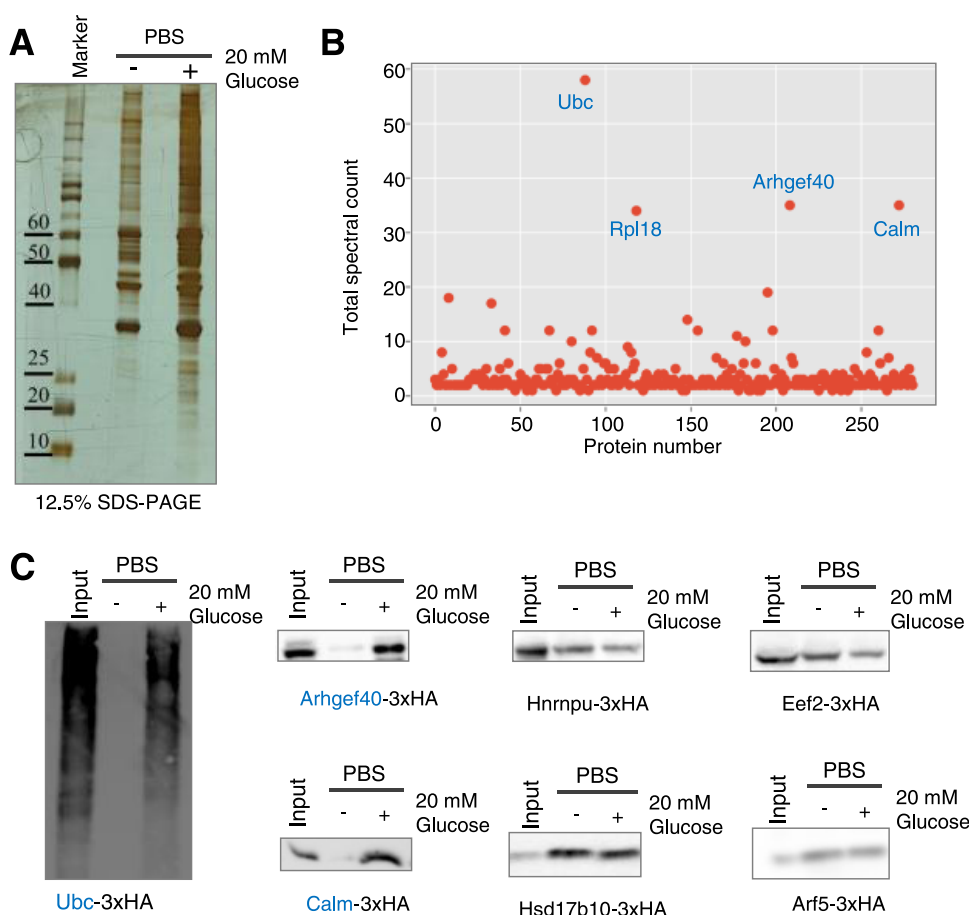 A
Marker
PBS
- +
20 mM
Glucose
60
50
40
25
20
10
12.5% SDS-PAGE
B
Total spectral count
60
50
40
30
20
10
0
Ubc
Rpl18
Arhgef40
Calm
0 50 100 150 200 250
Protein number
C
Input
PBS
- +
20 mM
Glucose
Ubc-3xHA
Input
PBS
- +
20 mM
Glucose
Arhgef40-3xHA
Input
PBS
- +
20 mM
Glucose
Hnrnpu-3xHA
Input
PBS
- +
20 mM
Glucose
Eef2-3xHA
Input
PBS
- +
20 mM
Glucose
Calm-3xHA
Input
PBS
- +
20 mM
Glucose
Hsd17b10-3xHA
Input
PBS
- +
20 mM
Glucose
Arf5-3xHA